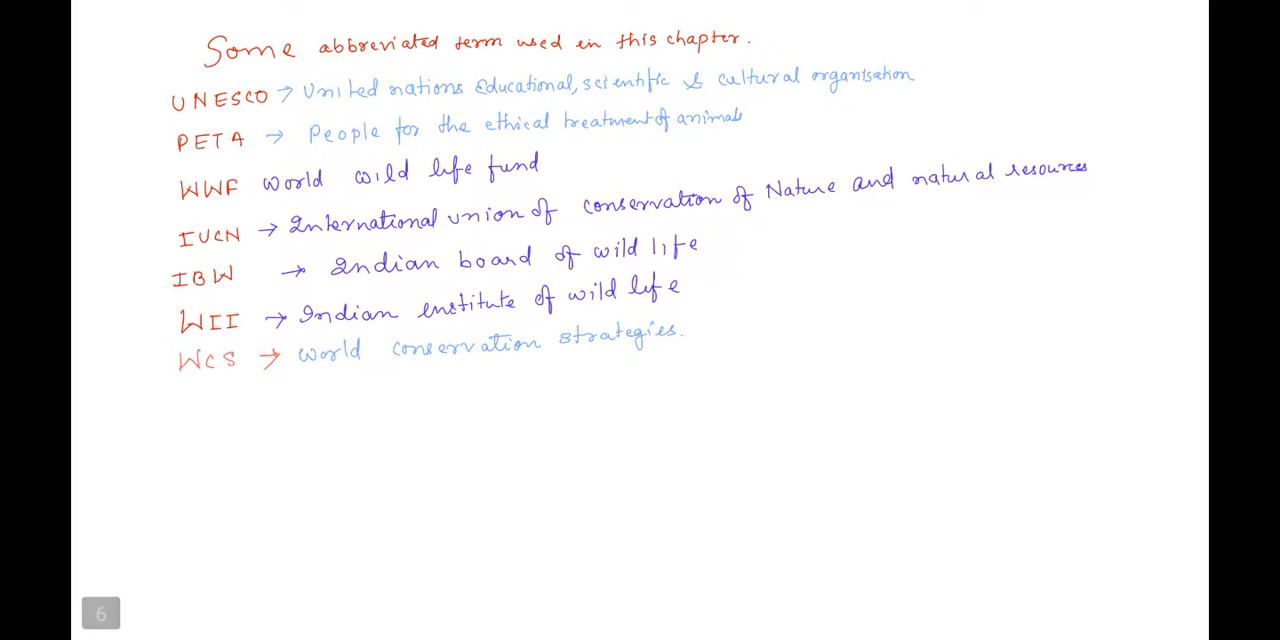 Some abbreviated term used in this chapter.
UNESCO → United nations Educational, scientific & cultural organisation
PETA → People for the ethical treatment of animals
WWF World wild life fund
IUCN → International union of conservation of Nature and natural resources
IBW → Indian board of wild life
WII → Indian institute of wild life
WCS → World conservation strategies.
6